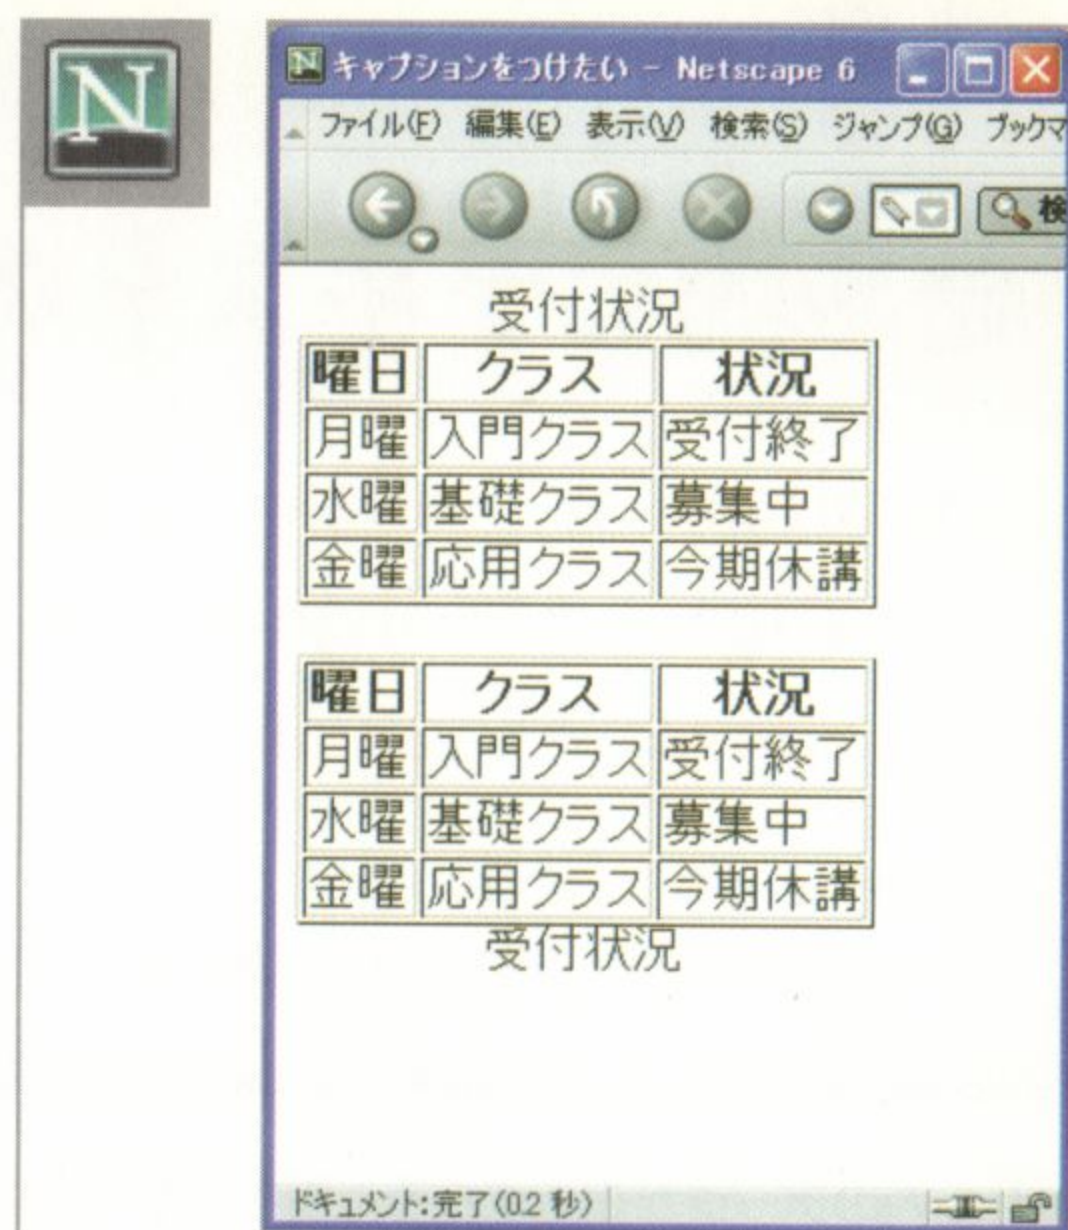 N
N キャプションをつけたい - Netscape 6
ファイル(F) 編集(E) 表示(V) 検索(S) ジャンプ(G) ブックマ
検
受付状況
曜日 クラス 状況
月曜 入門クラス 受付終了
水曜 基礎クラス 募集中
金曜 応用クラス 今期休講
曜日 クラス 状況
月曜 入門クラス 受付終了
水曜 基礎クラス 募集中
金曜 応用クラス 今期休講
受付状況
ドキュメント:完了(0.2 秒)